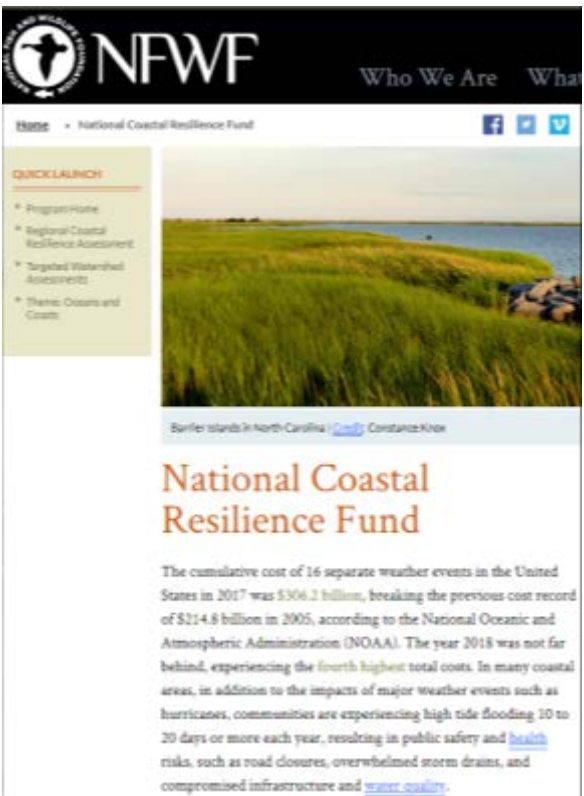 NATIONAL FISH AND WILDLIFE FOUNDATION
NFWF
Who We Are What
Home » National Coastal Resilience Fund
QUICK LAUNCH
Program Home
Regional Coastal
Resilience Assessment
Targeted Watershed
Assessments
Theme: Oceans and
Coasts
Barrier islands in North Carolina | Credit: Constance Knox
National Coastal
Resilience Fund
The cumulative cost of 16 separate weather events in the United
States in 2017 was $306.2 billion, breaking the previous cost record
of $214.8 billion in 2005, according to the National Oceanic and
Atmospheric Administration (NOAA). The year 2018 was not far
behind, experiencing the fourth highest total costs. In many coastal
areas, in addition to the impacts of major weather events such as
hurricanes, communities are experiencing high tide flooding 10 to
20 days or more each year, resulting in public safety and health
risks, such as road closures, overwhelmed storm drains, and
compromised infrastructure and water quality.